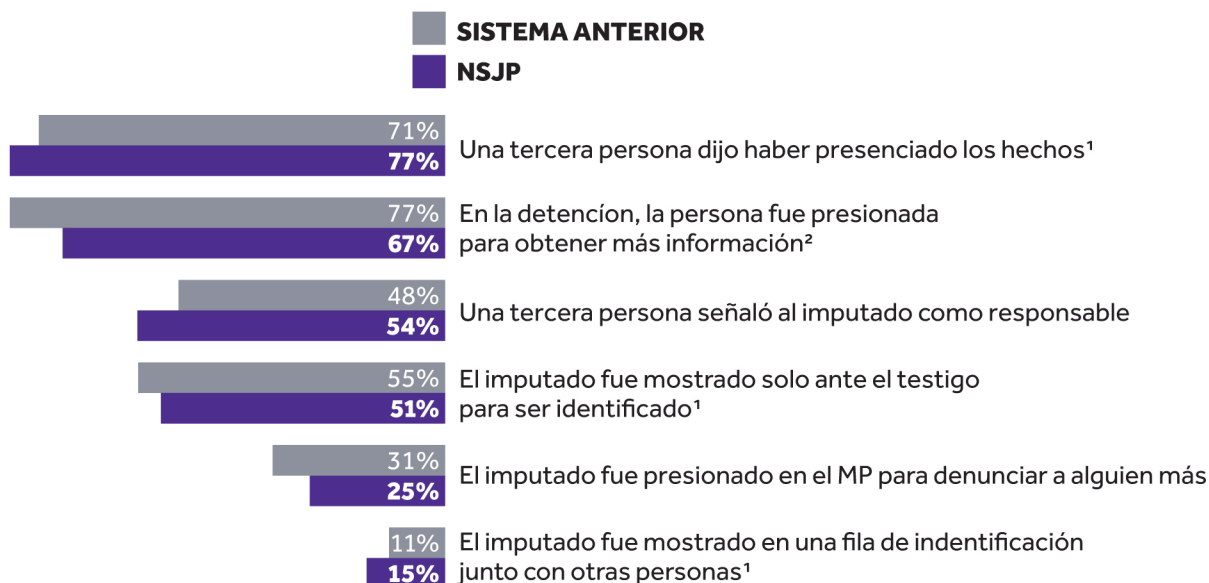 SISTEMA ANTERIOR
NSJP
71%
77%
Una tercera persona dijo haber presenciado los hechos¹
77%
67%
En la detencíon, la persona fue presionada
para obtener más información²
48%
54%
Una tercera persona señaló al imputado como responsable
55%
51%
El imputado fue mostrado solo ante el testigo
para ser identificado¹
31%
25%
El imputado fue presionado en el MP para denunciar a alguien más
11%
15%
El imputado fue mostrado en una fila de indentificación
junto con otras personas¹